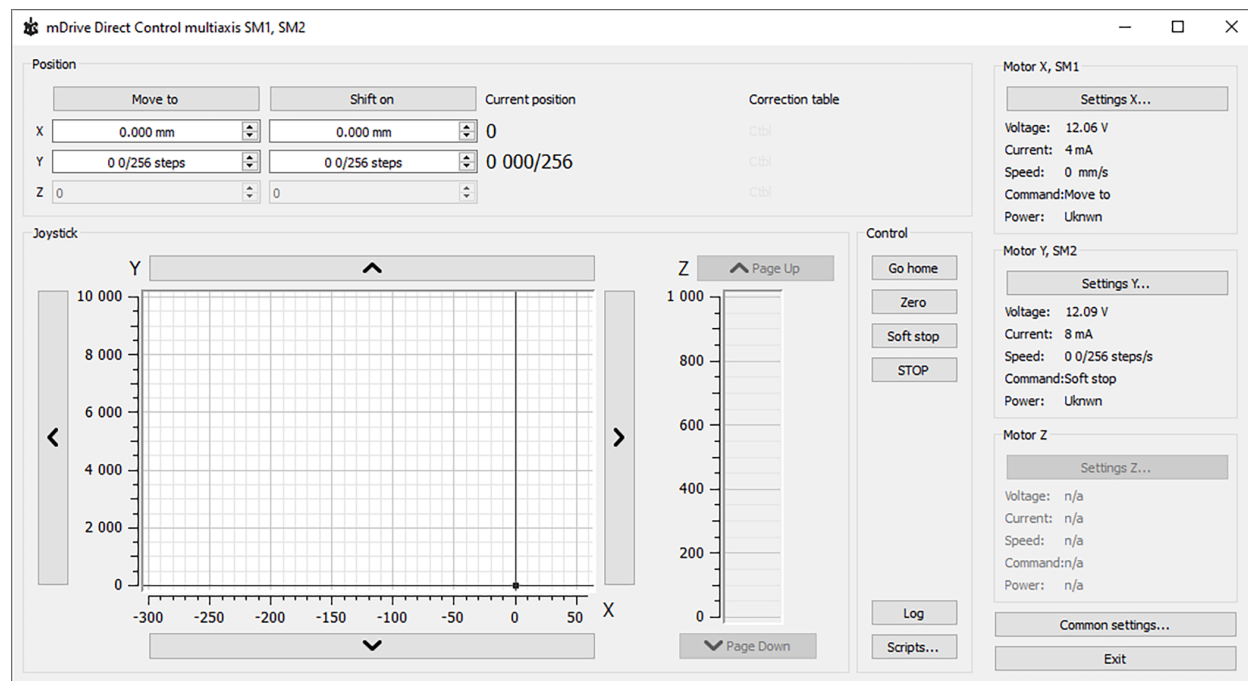 mDrive Direct Control multiaxis SM1, SM2
Position
Move to
Shift on
Current position
Correction table
X
0.000 mm
0.000 mm
0
Ctbl
Y
0 0/256 steps
0 0/256 steps
0 000/256
Ctbl
Z
0
0
Ctbl
Joystick
Y
10 000
8 000
6 000
4 000
2 000
0
-300 -250 -200 -150 -100 -50 0 50
X
Z
Page Up
1 000
800
600
400
200
0
Page Down
Control
Go home
Zero
Soft stop
STOP
Log
Scripts...
Motor X, SM1
Settings X...
Voltage: 12.06 V
Current: 4 mA
Speed: 0 mm/s
Command:Move to
Power: Uknwn
Motor Y, SM2
Settings Y...
Voltage: 12.09 V
Current: 8 mA
Speed: 0 0/256 steps/s
Command:Soft stop
Power: Uknwn
Motor Z
Settings Z...
Voltage: n/a
Current: n/a
Speed: n/a
Command:n/a
Power: n/a
Common settings...
Exit